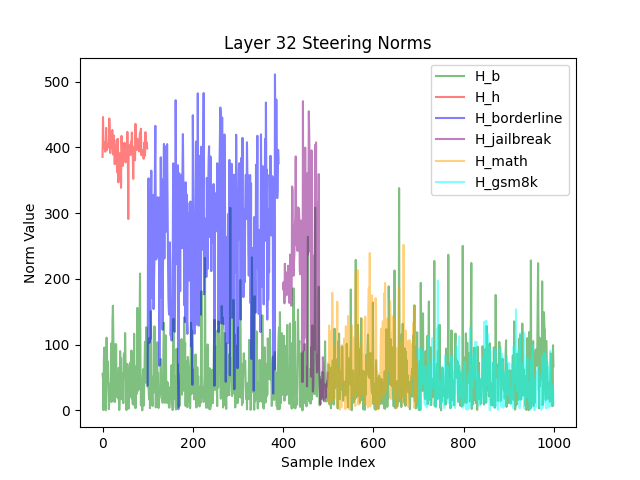 Layer 32 Steering Norms
H_b
H_h
H_borderline
H_jailbreak
H_math
H_gsm8k
Norm Value
500
400
300
200
100
0
0 200 400 600 800 1000
Sample Index